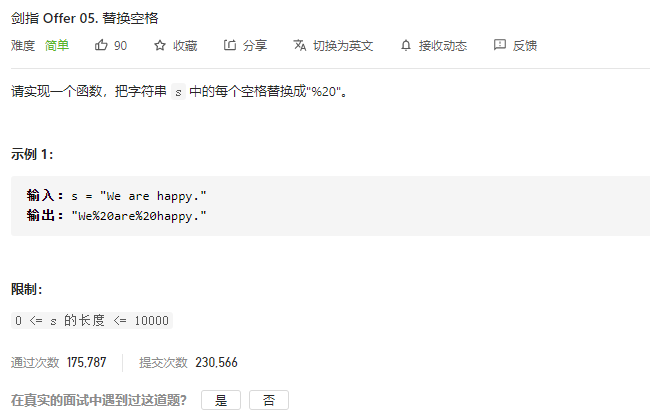 剑指 Offer 05. 替换空格
难度 简单 90 收藏 分享 切换为英文 接收动态 反馈
请实现一个函数，把字符串 s 中的每个空格替换成"%20"。
示例 1：
输入：s = "We are happy."
输出："We%20are%20happy."
限制：
0 <= s 的长度 <= 10000
通过次数 175,787 提交次数 230,566
在真实的面试中遇到过这道题？ 是 否